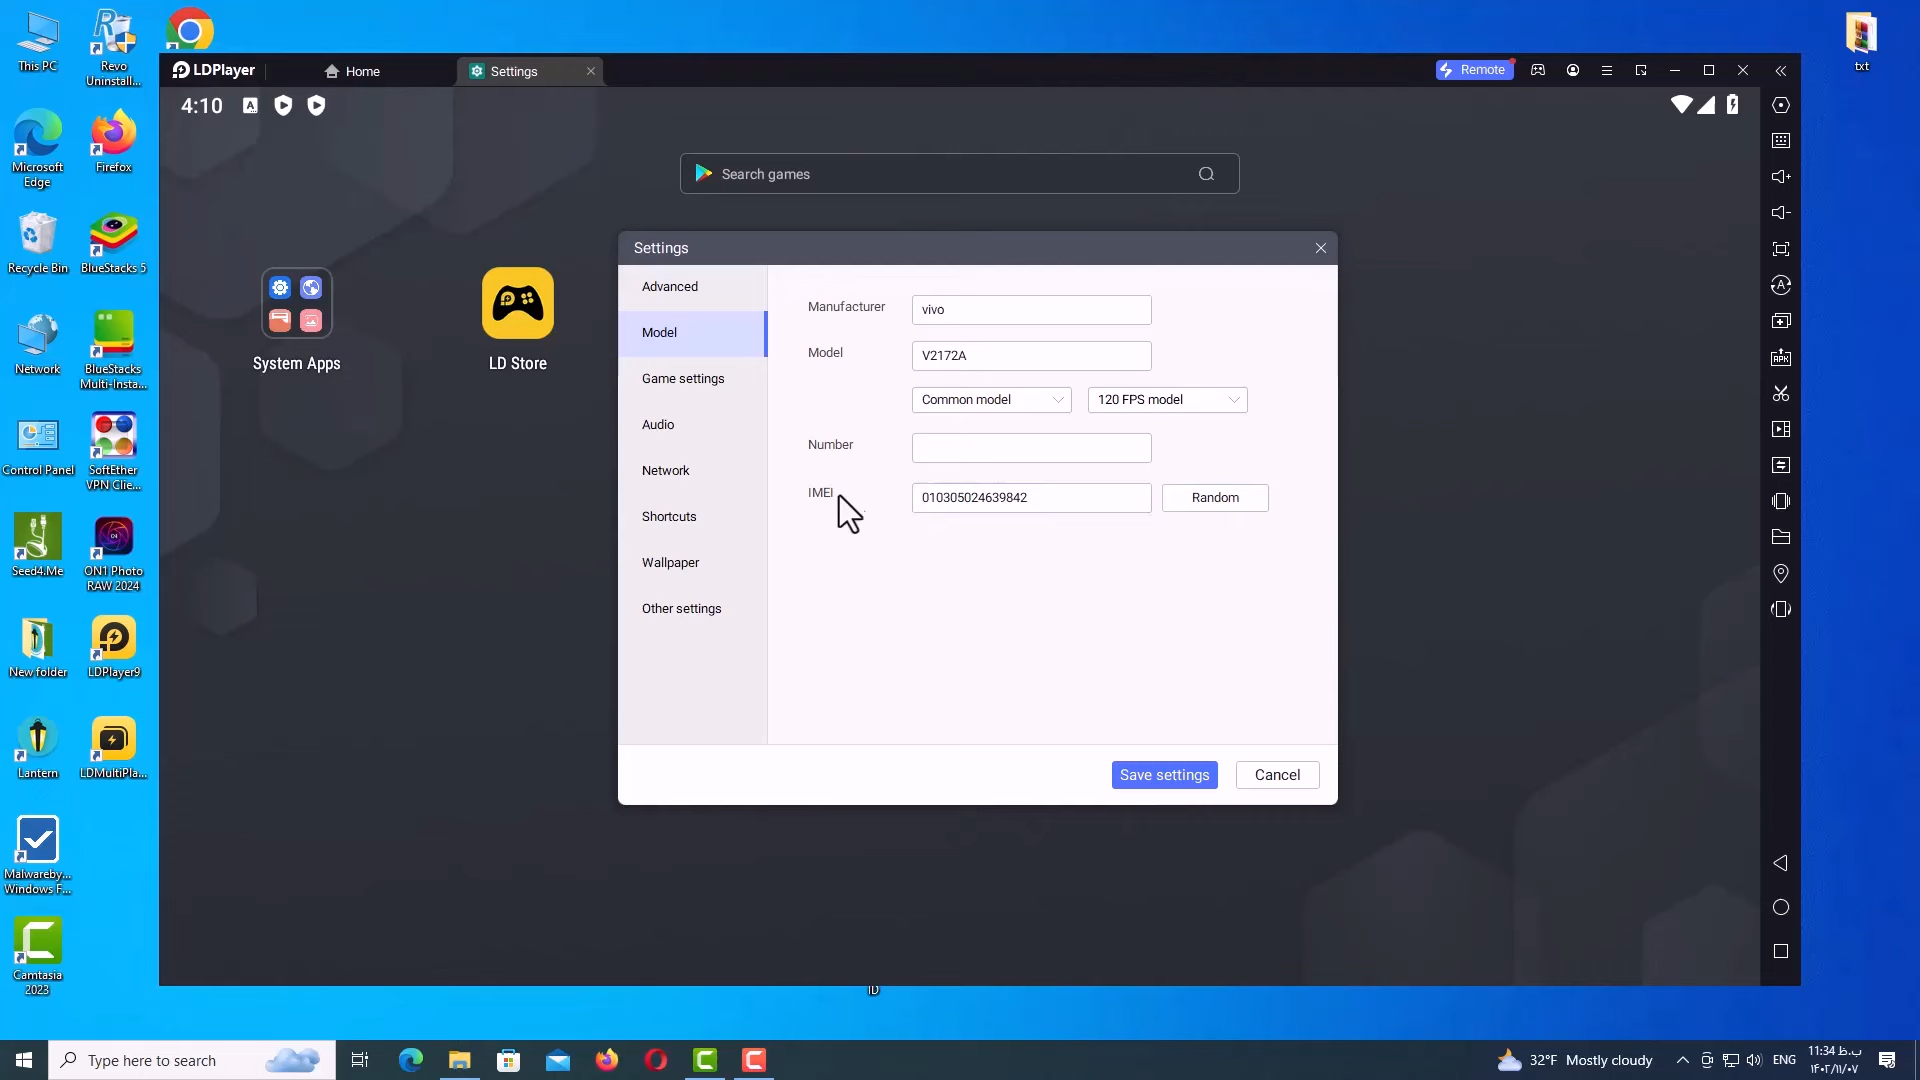 This PC
Revo
Uninstall...
Microsoft
Edge
Firefox
Recycle Bin
BlueStacks 5
Network
BlueStacks
Multi-Insta...
Control Panel
SoftEther
VPN Clie...
Seed4.Me
ON1 Photo
RAW 2024
New folder
LDPlayer9
Lantern
LDMultiPla...
Malwareby...
Windows F...
Camtasia
2023
txt
LDPlayer
Home
Settings
Remote
4:10
Search games
System Apps
LD Store
Settings
Advanced
Model
Game settings
Audio
Network
Shortcuts
Wallpaper
Other settings
Manufacturer
vivo
Model
V2172A
Common model
120 FPS model
Number
IMEI
010305024639842
Random
Save settings
Cancel
ID
Type here to search
32°F Mostly cloudy
ENG
11:34 ب.ظ
۱۴۰۲/۱۱/۰۷